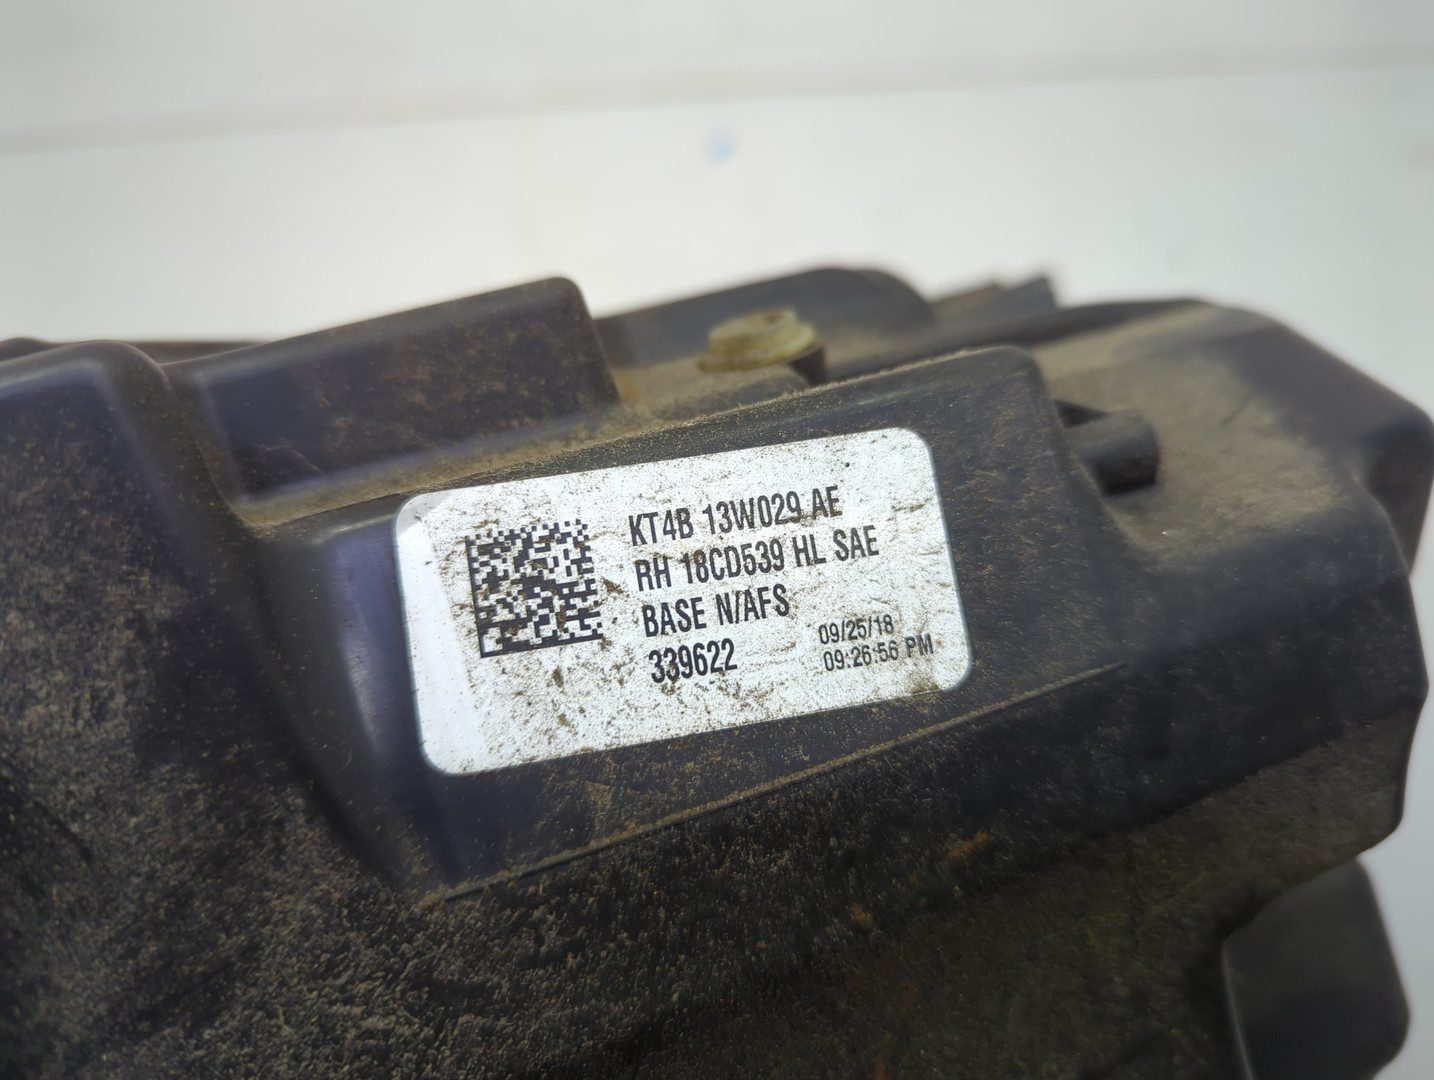 KT4B 13W029 AE
RH 18CD539 HL SAE
BASE N/AFS
339622
09/25/18
09:26:56 PM